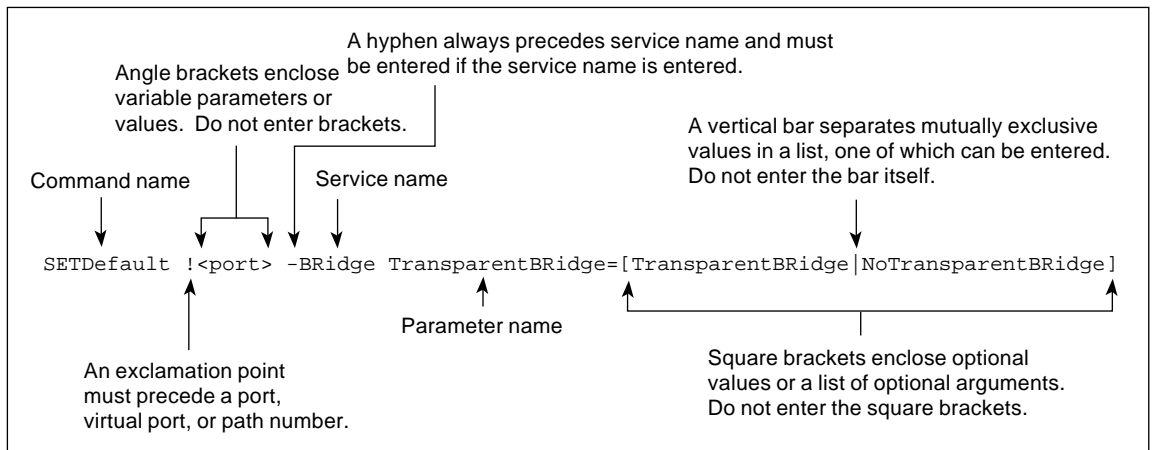 A hyphen always precedes service name and must
be entered if the service name is entered.
Angle brackets enclose
variable parameters or
values. Do not enter brackets.
A vertical bar separates mutually exclusive
values in a list, one of which can be entered.
Do not enter the bar itself.
Command name
Service name
SETDefault !<port> -BRidge TransparentBRidge=[TransparentBRidge|NoTransparentBRidge]
Parameter name
An exclamation point
must precede a port,
virtual port, or path number.
Square brackets enclose optional
values or a list of optional arguments.
Do not enter the square brackets.